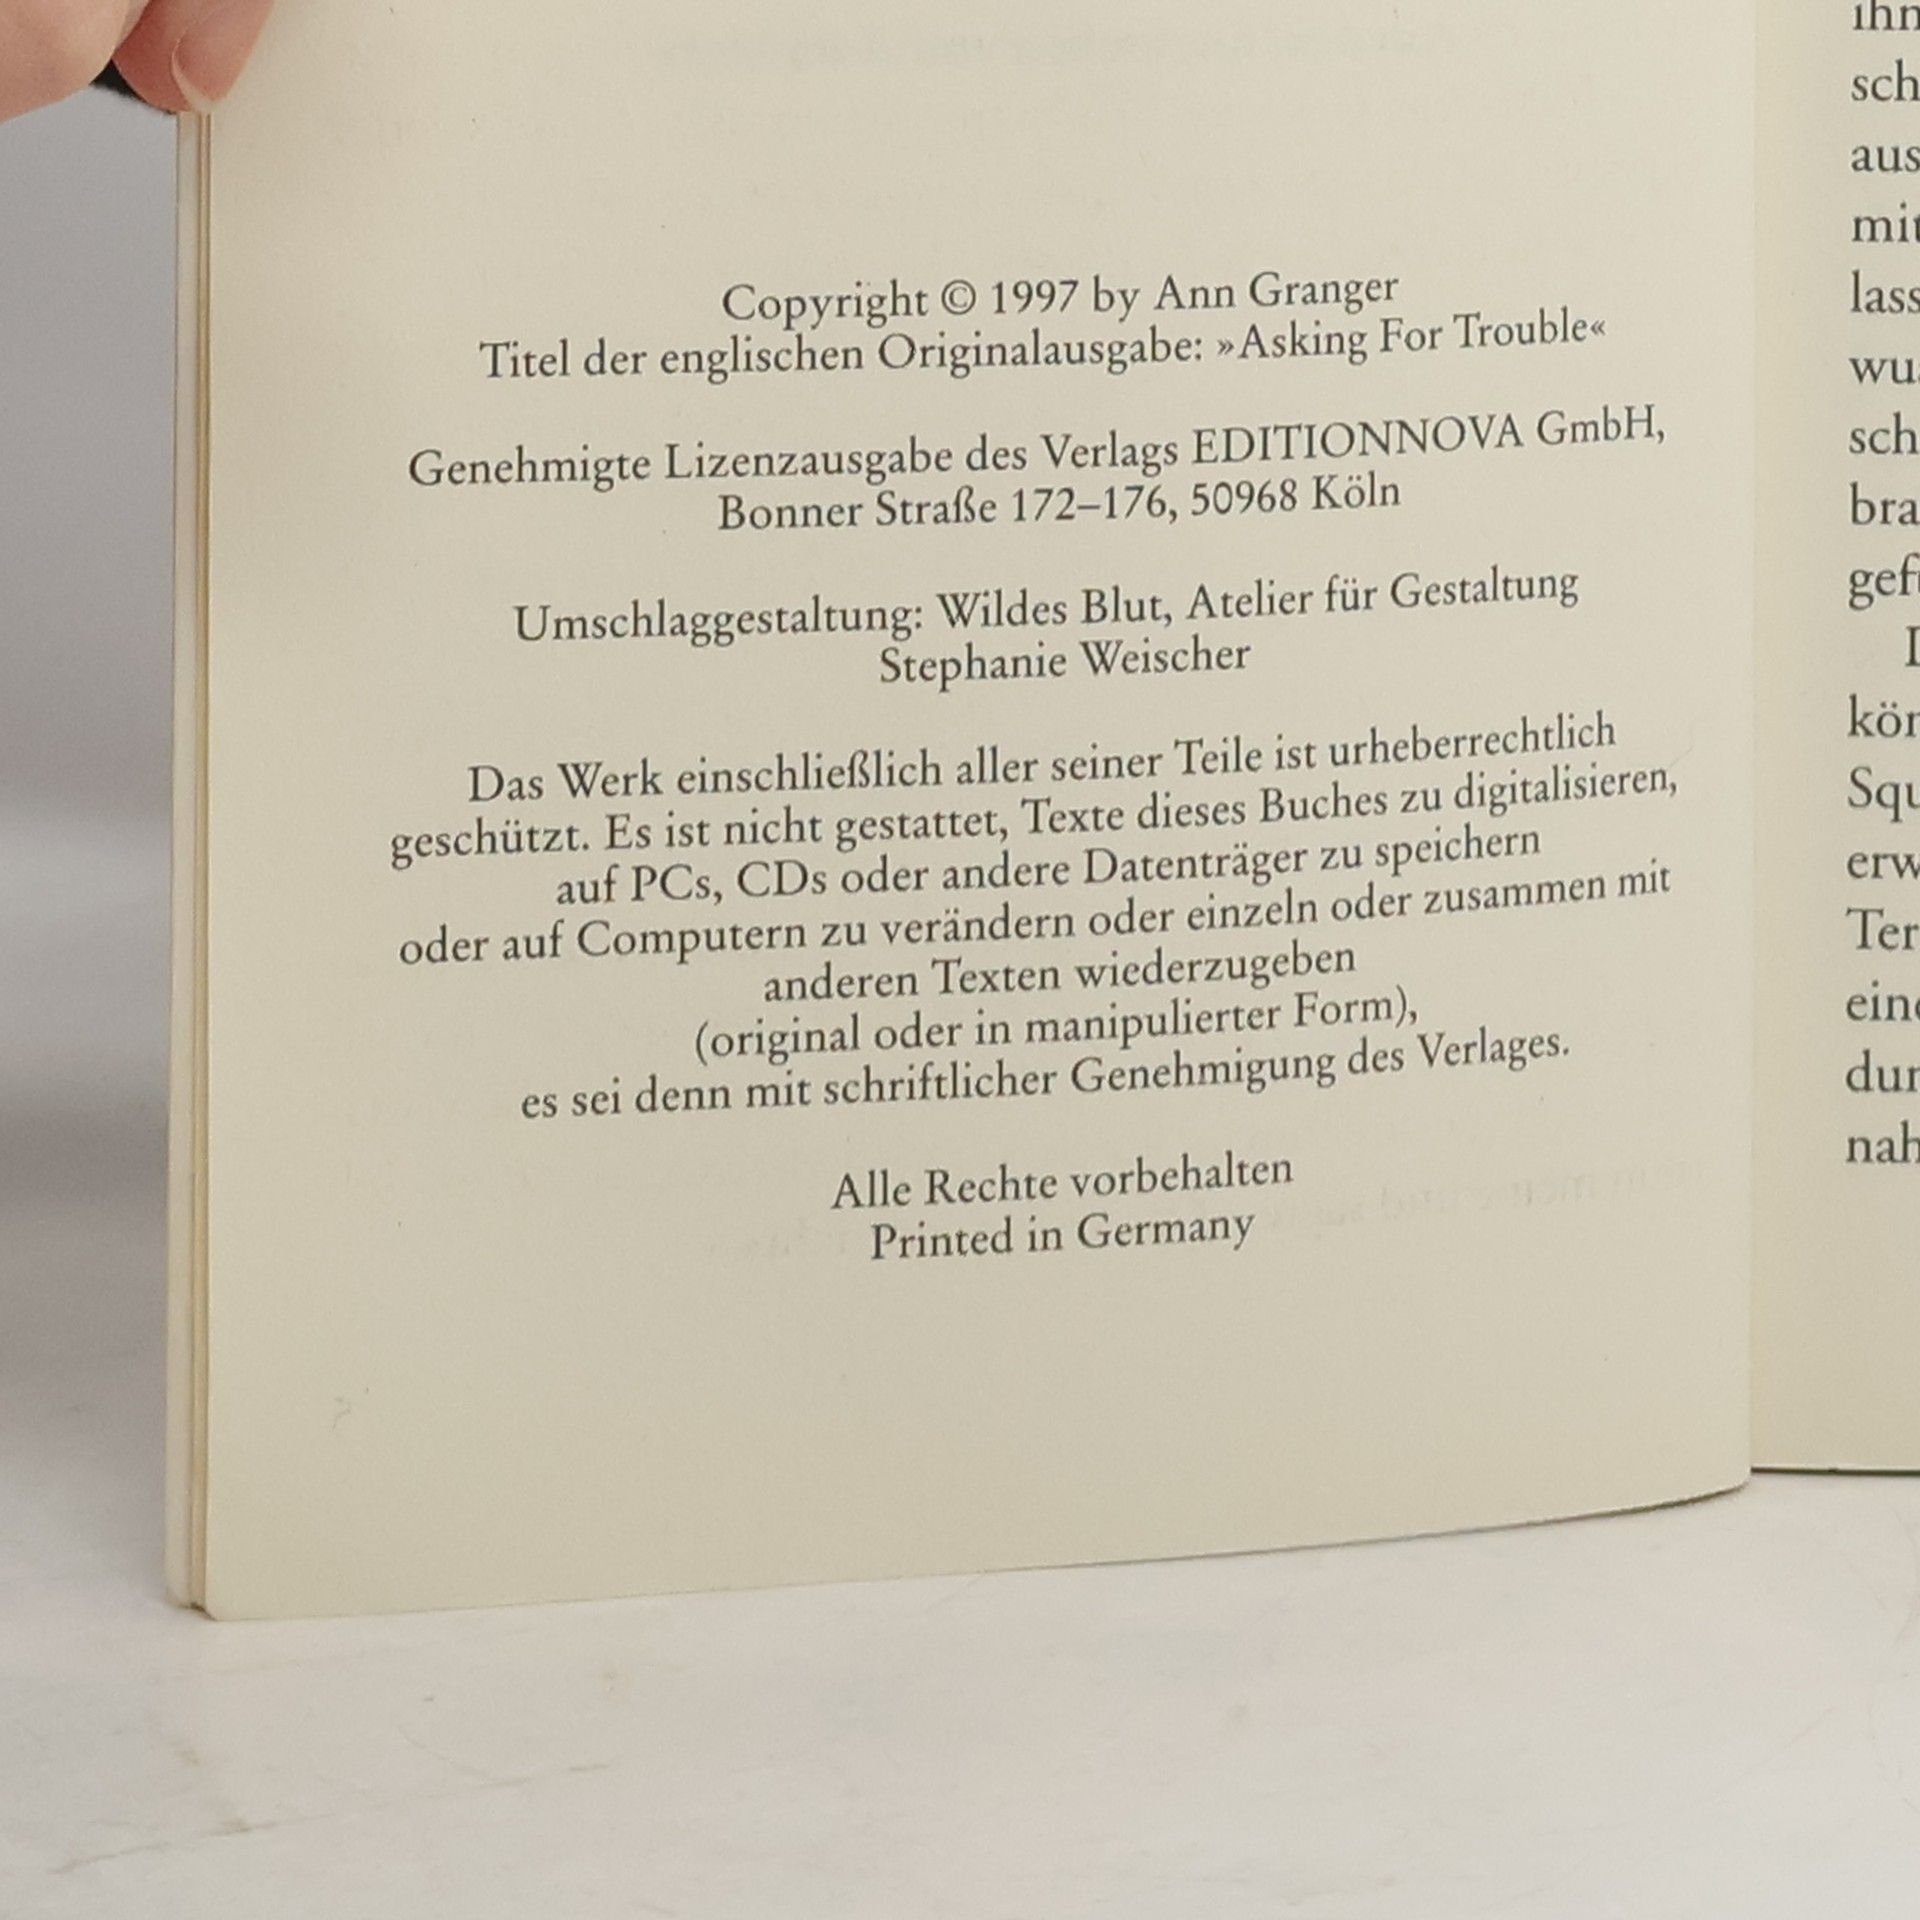 Copyright © 1997 by Ann Granger
Titel der englischen Originalausgabe: »Asking For Trouble«
Genehmigte Lizenzausgabe des Verlags EDITIONNOVA GmbH,
Bonner Straße 172–176, 50968 Köln
Umschlaggestaltung: Wildes Blut, Atelier für Gestaltung
Stephanie Weischer
Das Werk einschließlich aller seiner Teile ist urheberrechtlich
geschützt. Es ist nicht gestattet, Texte dieses Buches zu digitalisieren,
auf PCs, CDs oder andere Datenträger zu speichern
oder auf Computern zu verändern oder einzeln oder zusammen mit
anderen Texten wiederzugeben
(original oder in manipulierter Form),
es sei denn mit schriftlicher Genehmigung des Verlages.
Alle Rechte vorbehalten
Printed in Germany